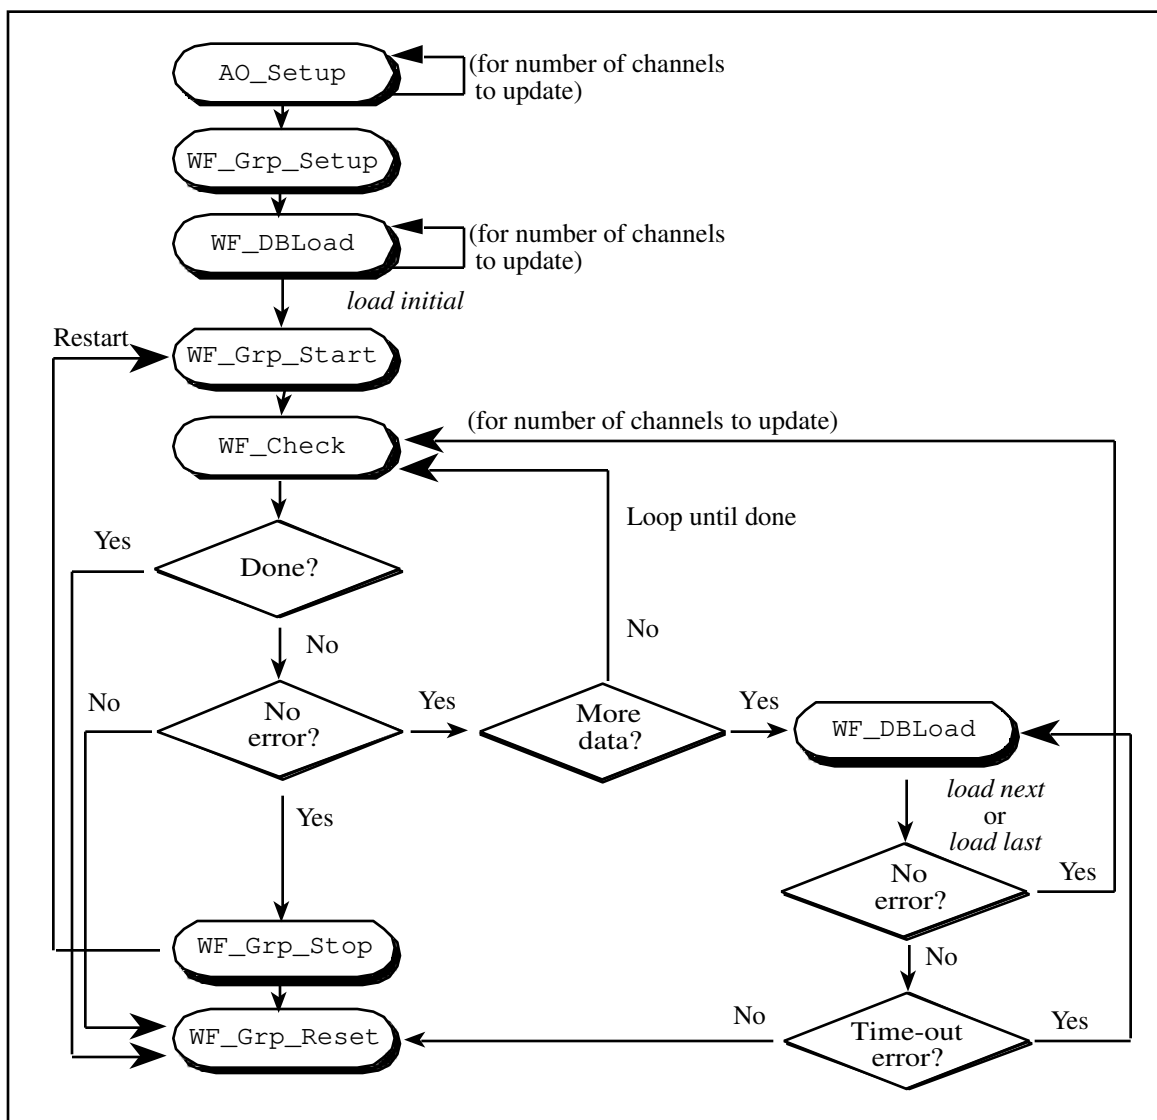 AO_Setup
(for number of channels
to update)
WF_Grp_Setup
WF_DBLoad
(for number of channels
to update)
load initial
Restart
WF_Grp_Start
(for number of channels to update)
WF_Check
Loop until done
Yes
Done?
No
No
No
No
error?
Yes
More
data?
Yes
WF_DBLoad
load next
or
load last
Yes
No
error?
Yes
WF_Grp_Stop
No
WF_Grp_Reset
No
Time-out
error?
Yes